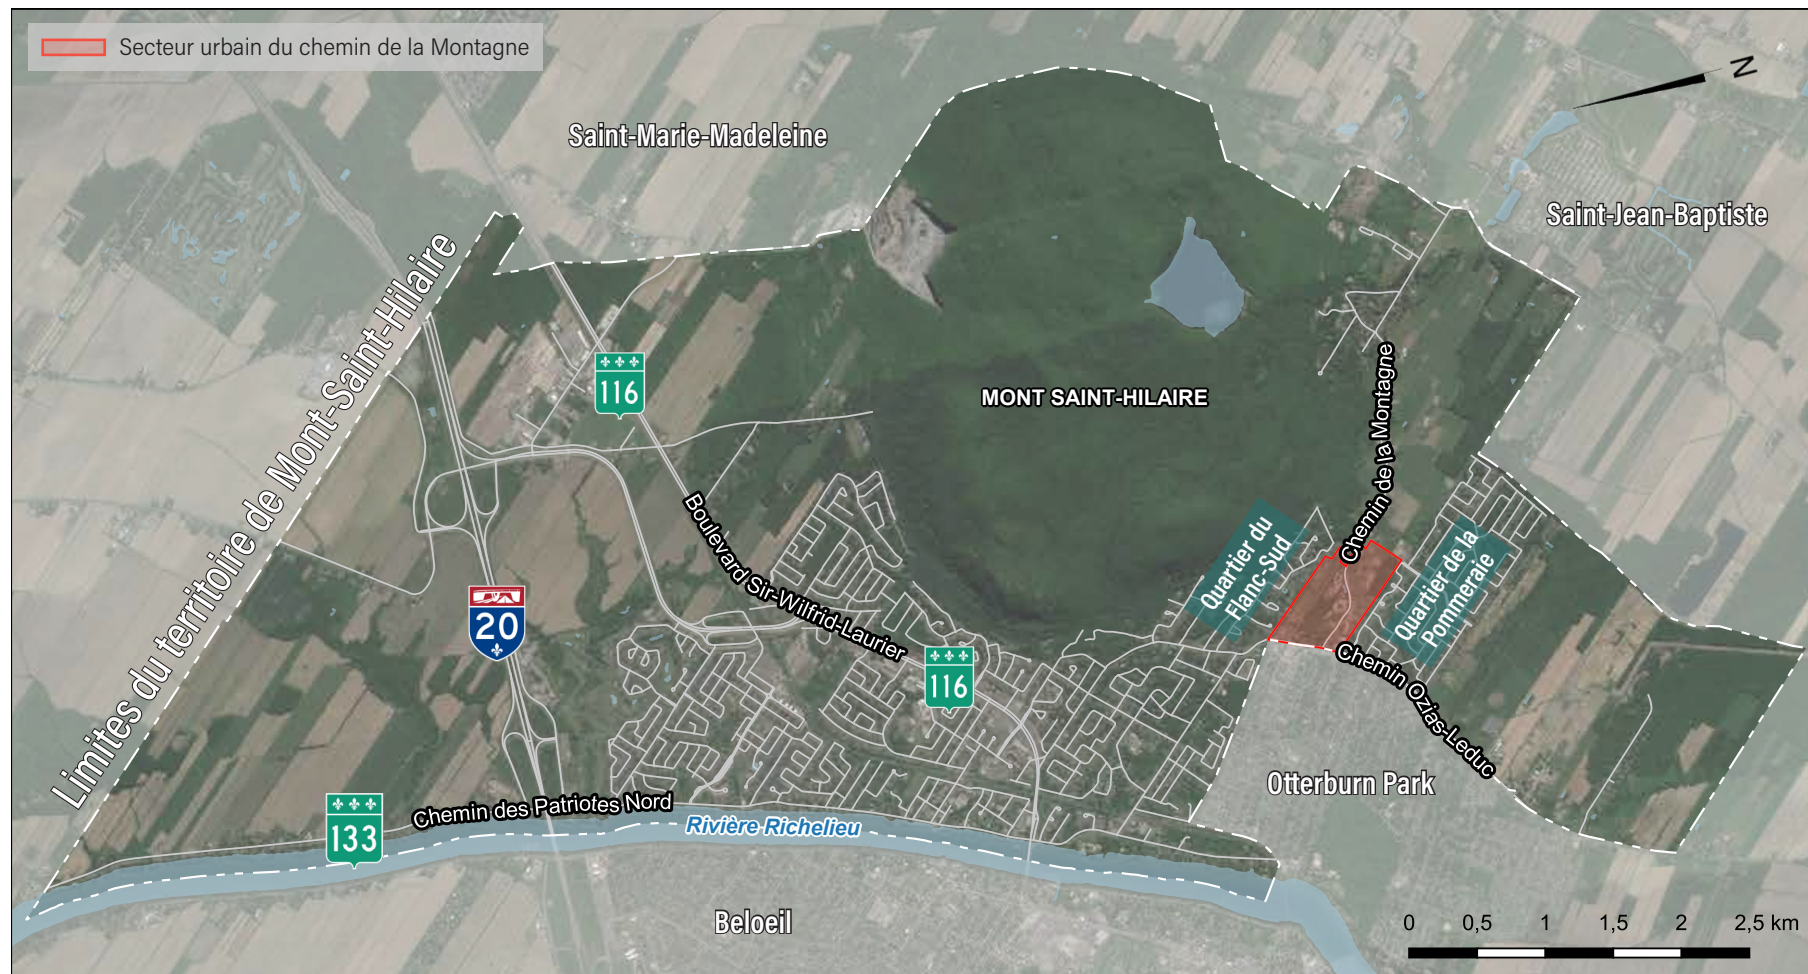 Secteur urbain du chemin de la Montagne
N
Saint-Marie-Madeleine
Saint-Jean-Baptiste
Limites du territoire de Mont-Saint-Hilaire
116
MONT SAINT-HILAIRE
Chemin de la Montagne
Boulevard Sir-Wilfrid-Laurier
Quartier du
Flanc-Sud
Quartier de la
Pommeraie
20
116
Chemin Ozias-Leduc
Otterburn Park
Chemin des Patriotes Nord
133
Rivière Richelieu
Beloeil
0 0,5 1 1,5 2 2,5 km